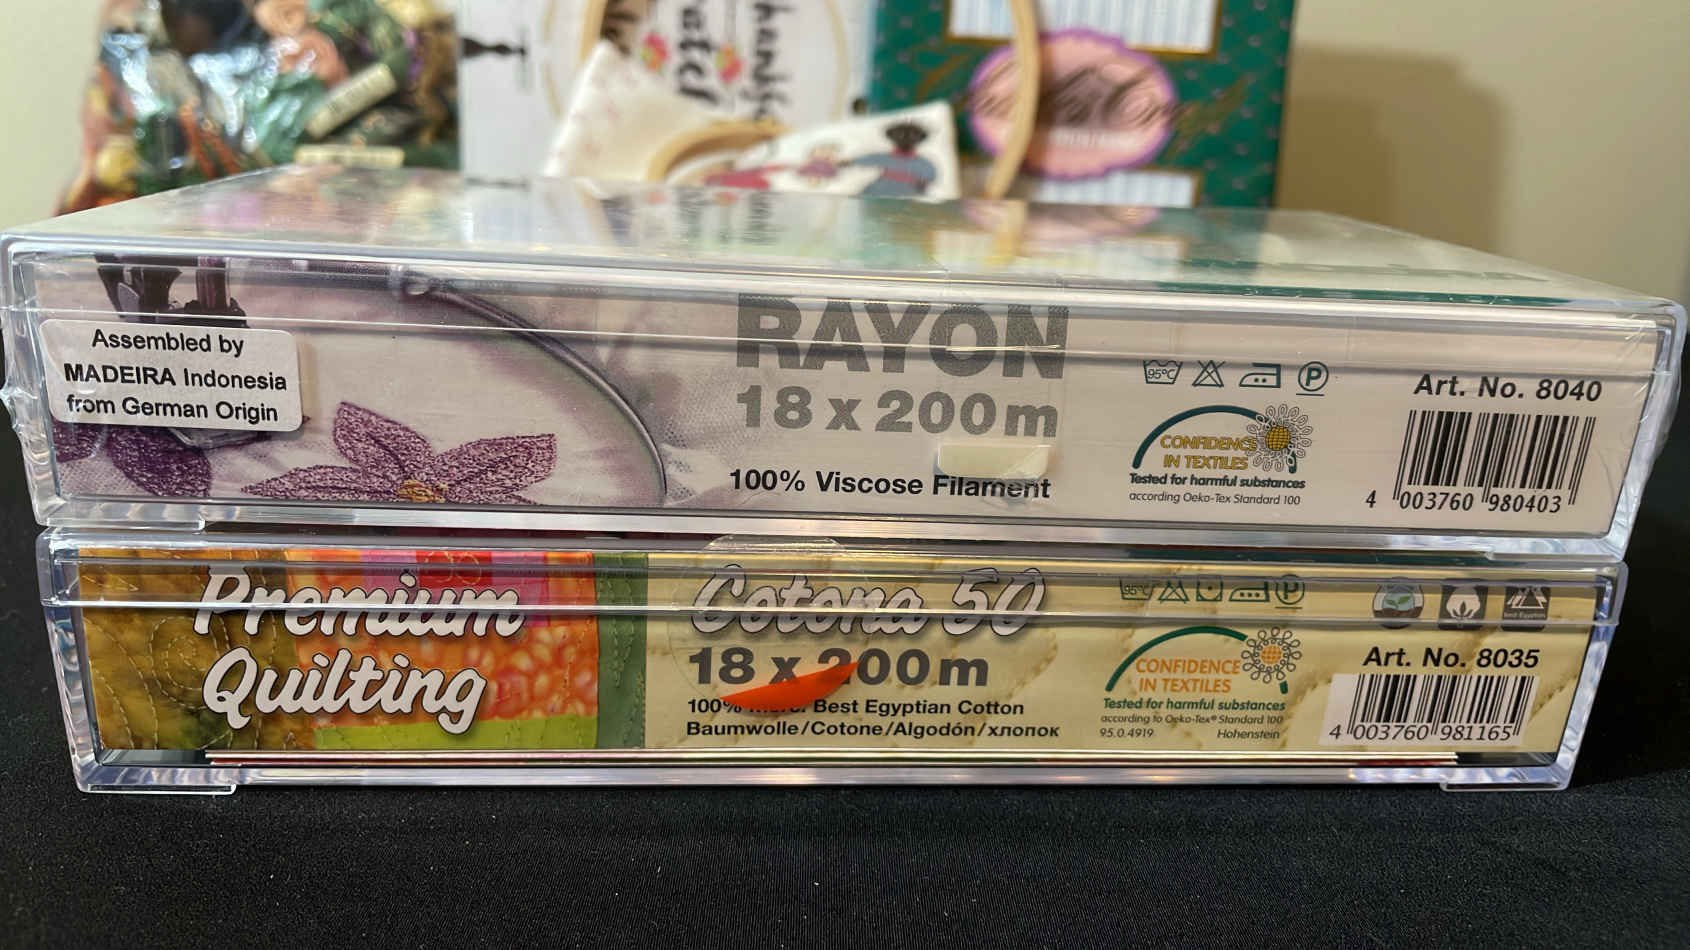 Assembled by
MADEIRA Indonesia
from German Origin
RAYON
18 x 200m
100% Viscose Filament
95°C
P
CONFIDENCE
IN TEXTILES
Tested for harmful substances
according Oeko-Tex Standard 100
Art. No. 8040
4 003760 980403
Premium
Quilting
Cotona 50
18 x 200m
100% Best Egyptian Cotton
Baumwolle/Cotone/Algodón/хлопок
95°C
P
CONFIDENCE
IN TEXTILES
Tested for harmful substances
according to Oeko-Tex® Standard 100
95.0.4919 Hohenstein
Art. No. 8035
4 003760 981165